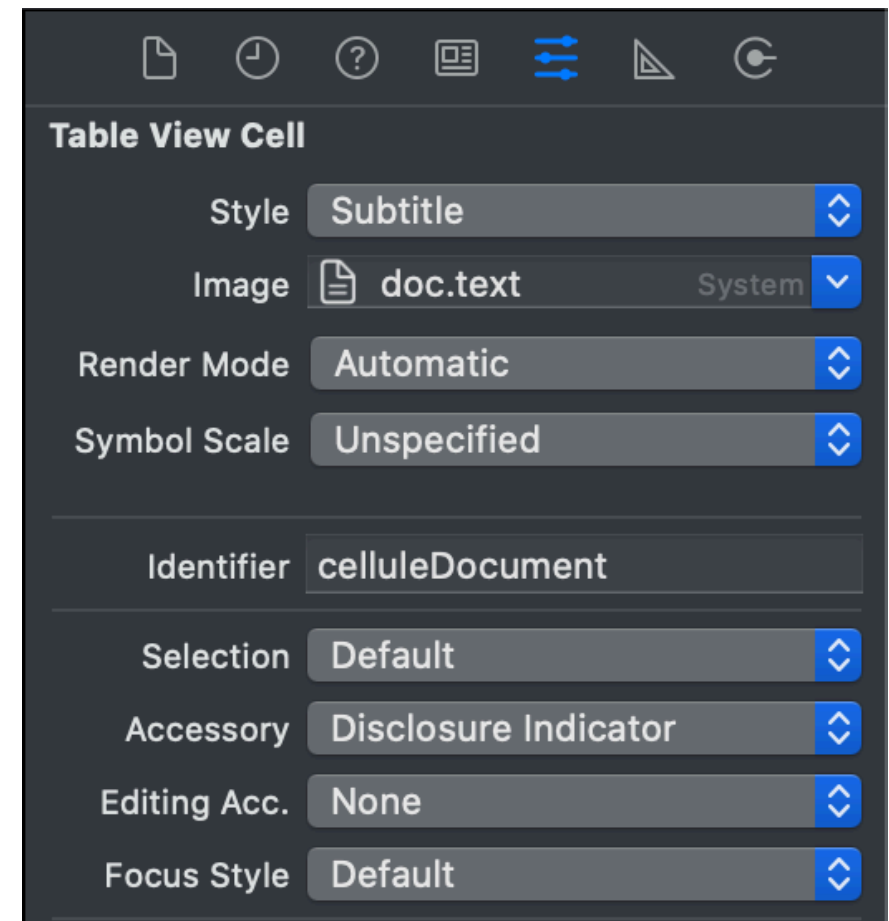 Table View Cell
Style Subtitle
Image doc.text System
Render Mode Automatic
Symbol Scale Unspecified
Identifier celluleDocument
Selection Default
Accessory Disclosure Indicator
Editing Acc. None
Focus Style Default